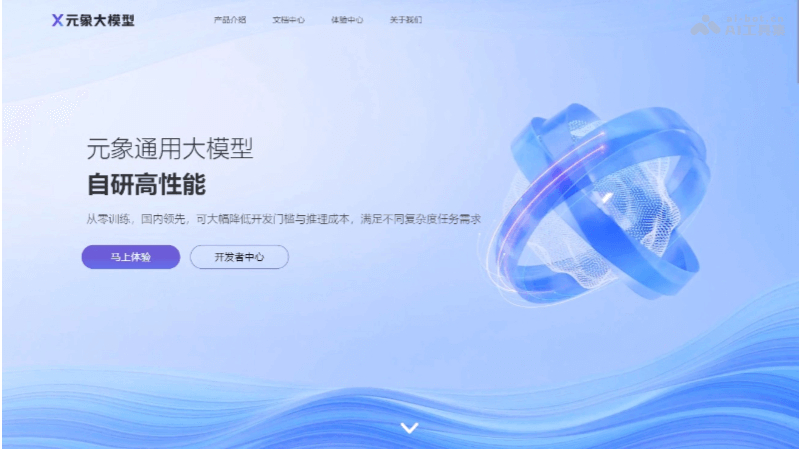 X元象大模型
产品介绍 文档中心 体验中心 关于我们
元象通用大模型
自研高性能
从零训练，国内领先，可大幅降低开发门槛与推理成本，满足不同复杂度任务需求
马上体验 开发者中心